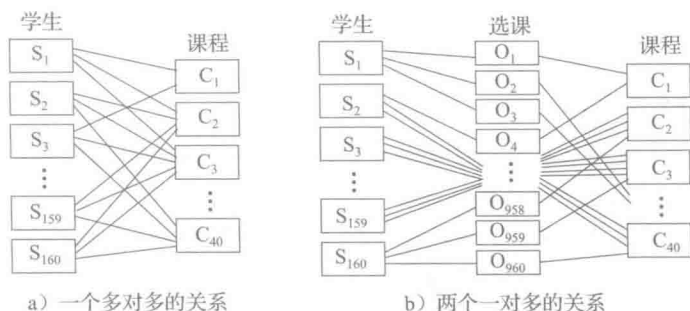 学生
课程
S₁
S₂
S₃
⋮
S₁₅₉
S₁₆₀
C₁
C₂
C₃
⋮
C₄₀
a）一个多对多的关系
学生
选课
课程
S₁
S₂
S₃
⋮
S₁₅₉
S₁₆₀
O₁
O₂
O₃
O₄
⋮
O₉₅₈
O₉₅₉
O₉₆₀
C₁
C₂
C₃
⋮
C₄₀
b）两个一对多的关系